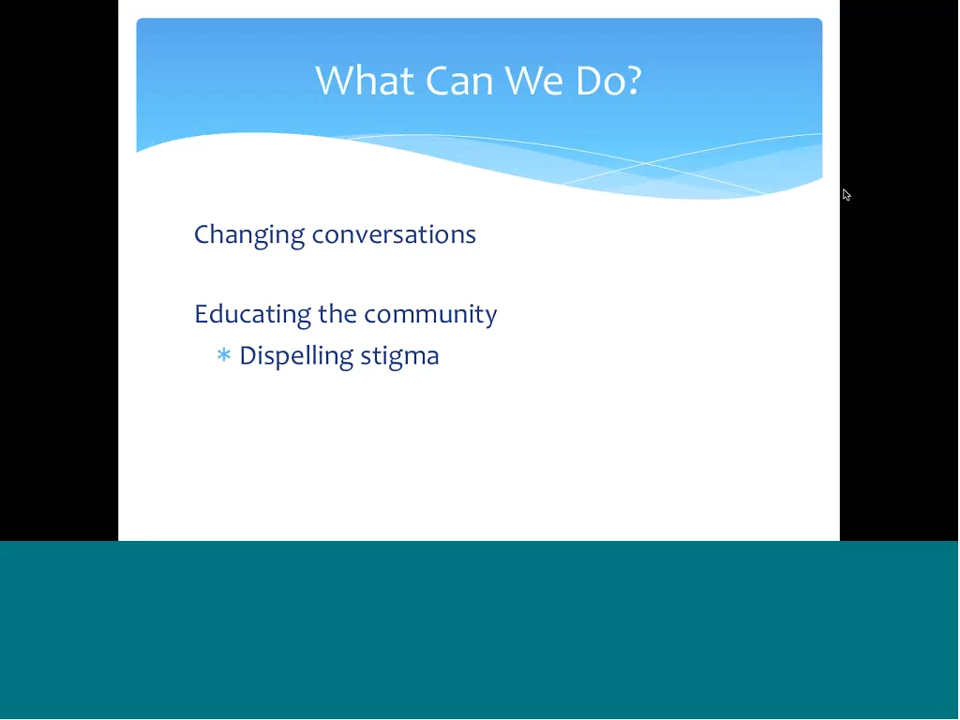 What Can We Do?
Changing conversations
Educating the community
* Dispelling stigma